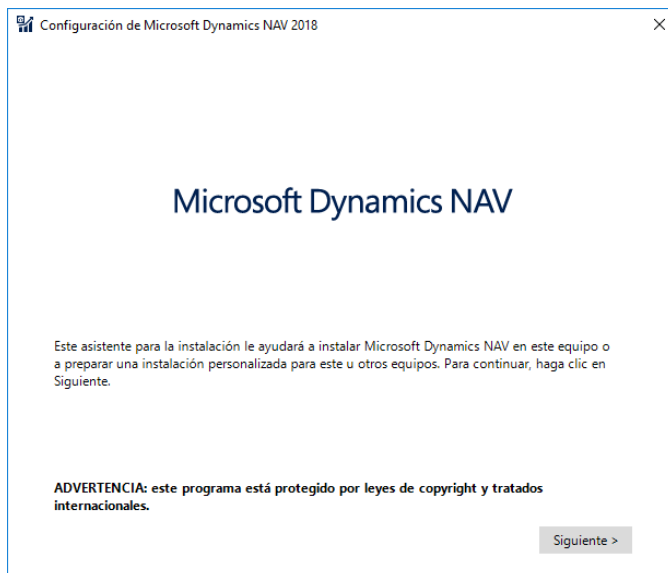 Configuración de Microsoft Dynamics NAV 2018
Microsoft Dynamics NAV
Este asistente para la instalación le ayudará a instalar Microsoft Dynamics NAV en este equipo o
a preparar una instalación personalizada para este u otros equipos. Para continuar, haga clic en
Siguiente.
ADVERTENCIA: este programa está protegido por leyes de copyright y tratados
internacionales.
Siguiente >